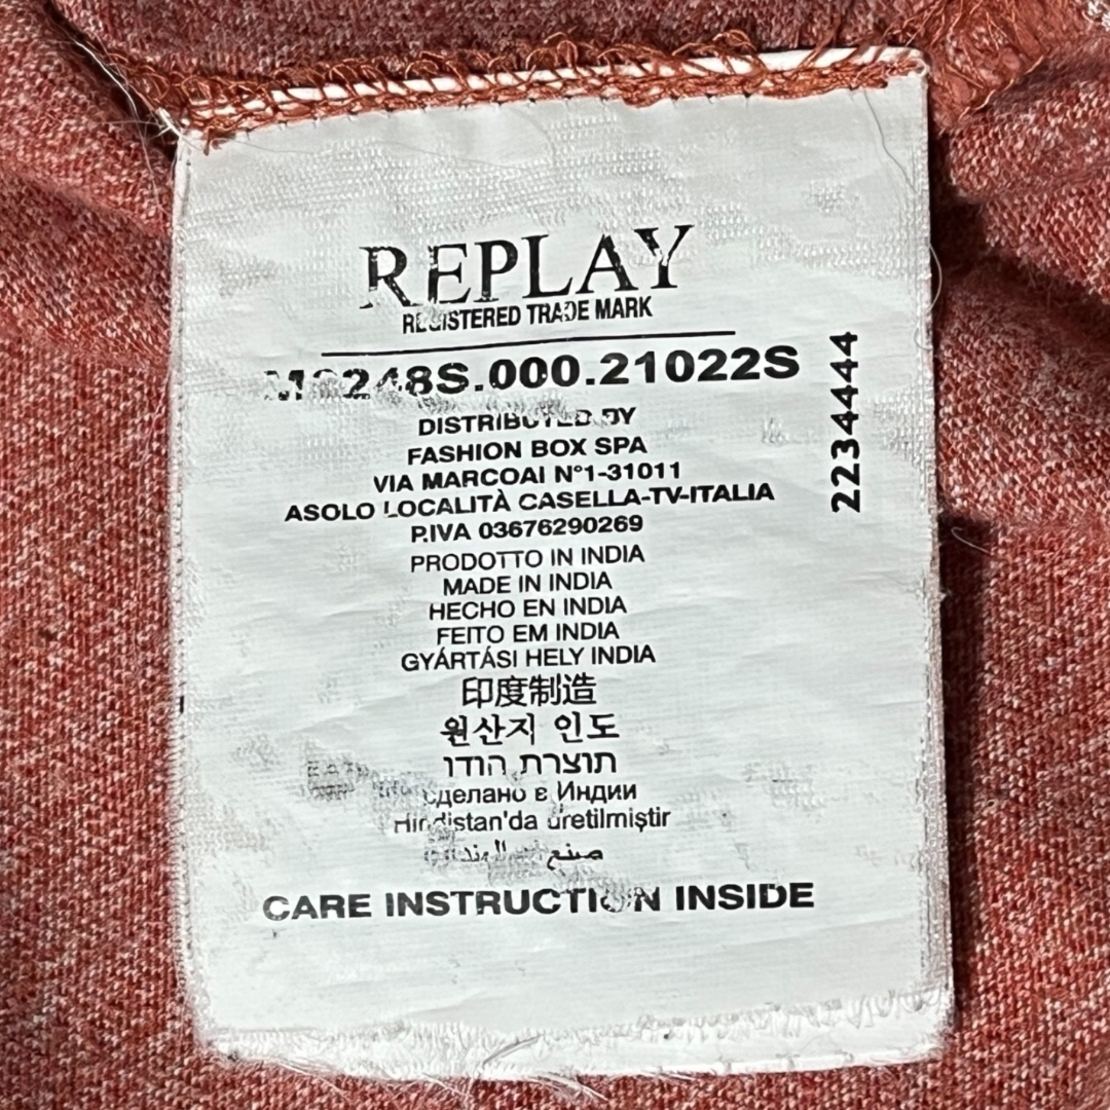 REPLAY
REGISTERED TRADE MARK
.000.21022S
DISTRIBUTED BY
FASHION BOX SPA
VIA MARCOAI N°1-31011
ASOLO LOCALITÀ CASELLA-TV-ITALIA
P.IVA 03676290269
PRODOTTO IN INDIA
MADE IN INDIA
HECHO EN INDIA
FEITO EM INDIA
GYÁRTÁSI HELY INDIA
印度制造
원산지 인도
תוצרת הודו
сделано в Индии
Hindistan'da üretilmiştir
صنع
CARE INSTRUCTION INSIDE
2234444